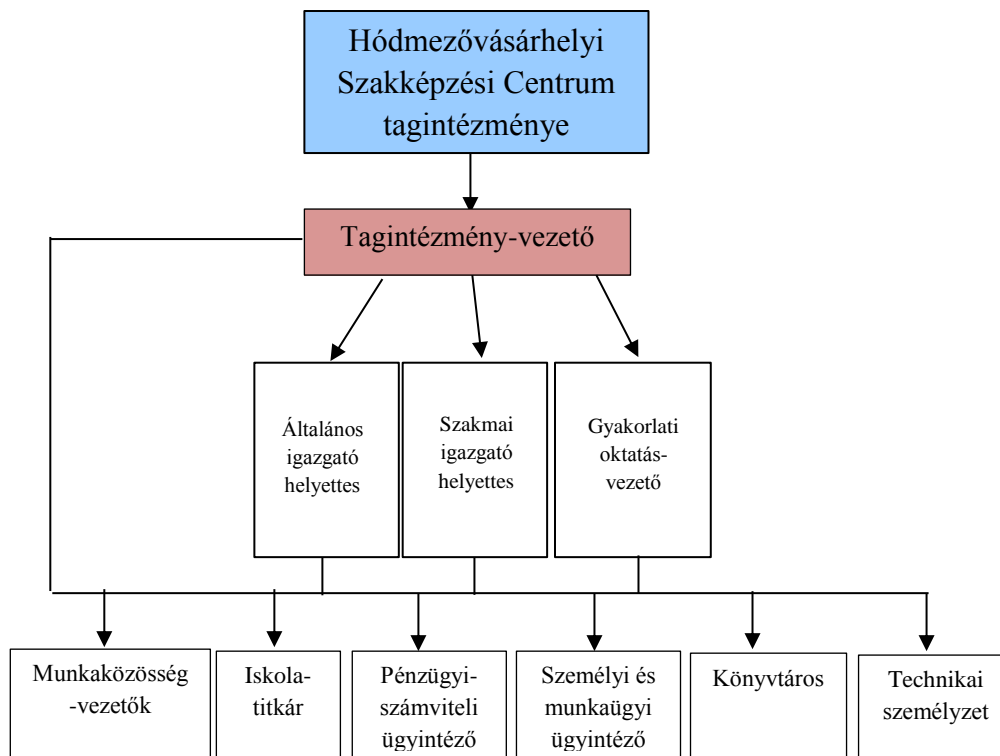 Hódmezővásárhelyi
Szakképzési Centrum
tagintézménye
Tagintézmény-vezető
Általános
igazgató
helyettes
Szakmai
igazgató
helyettes
Gyakorlati
oktatás-
vezető
Munkaközösség
-vezetők
Iskola-
titkár
Pénzügyi-
számviteli
ügyintéző
Személyi és
munkaügyi
ügyintéző
Könyvtáros
Technikai
személyzet